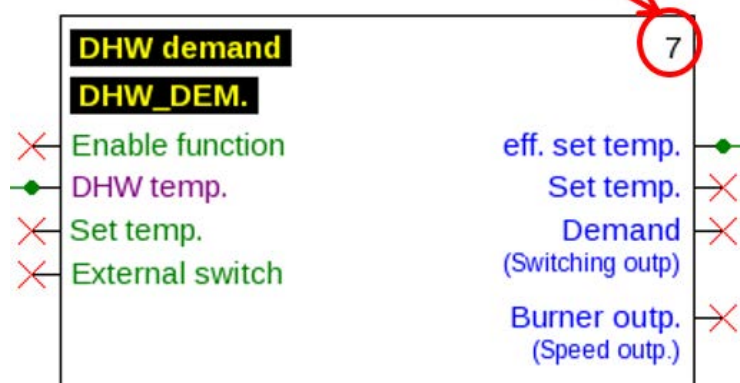 DHW demand 7
DHW_DEM.
Enable function eff. set temp.
DHW temp. Set temp.
Set temp. Demand
External switch (Switching outp)
Burner outp.
(Speed outp.)